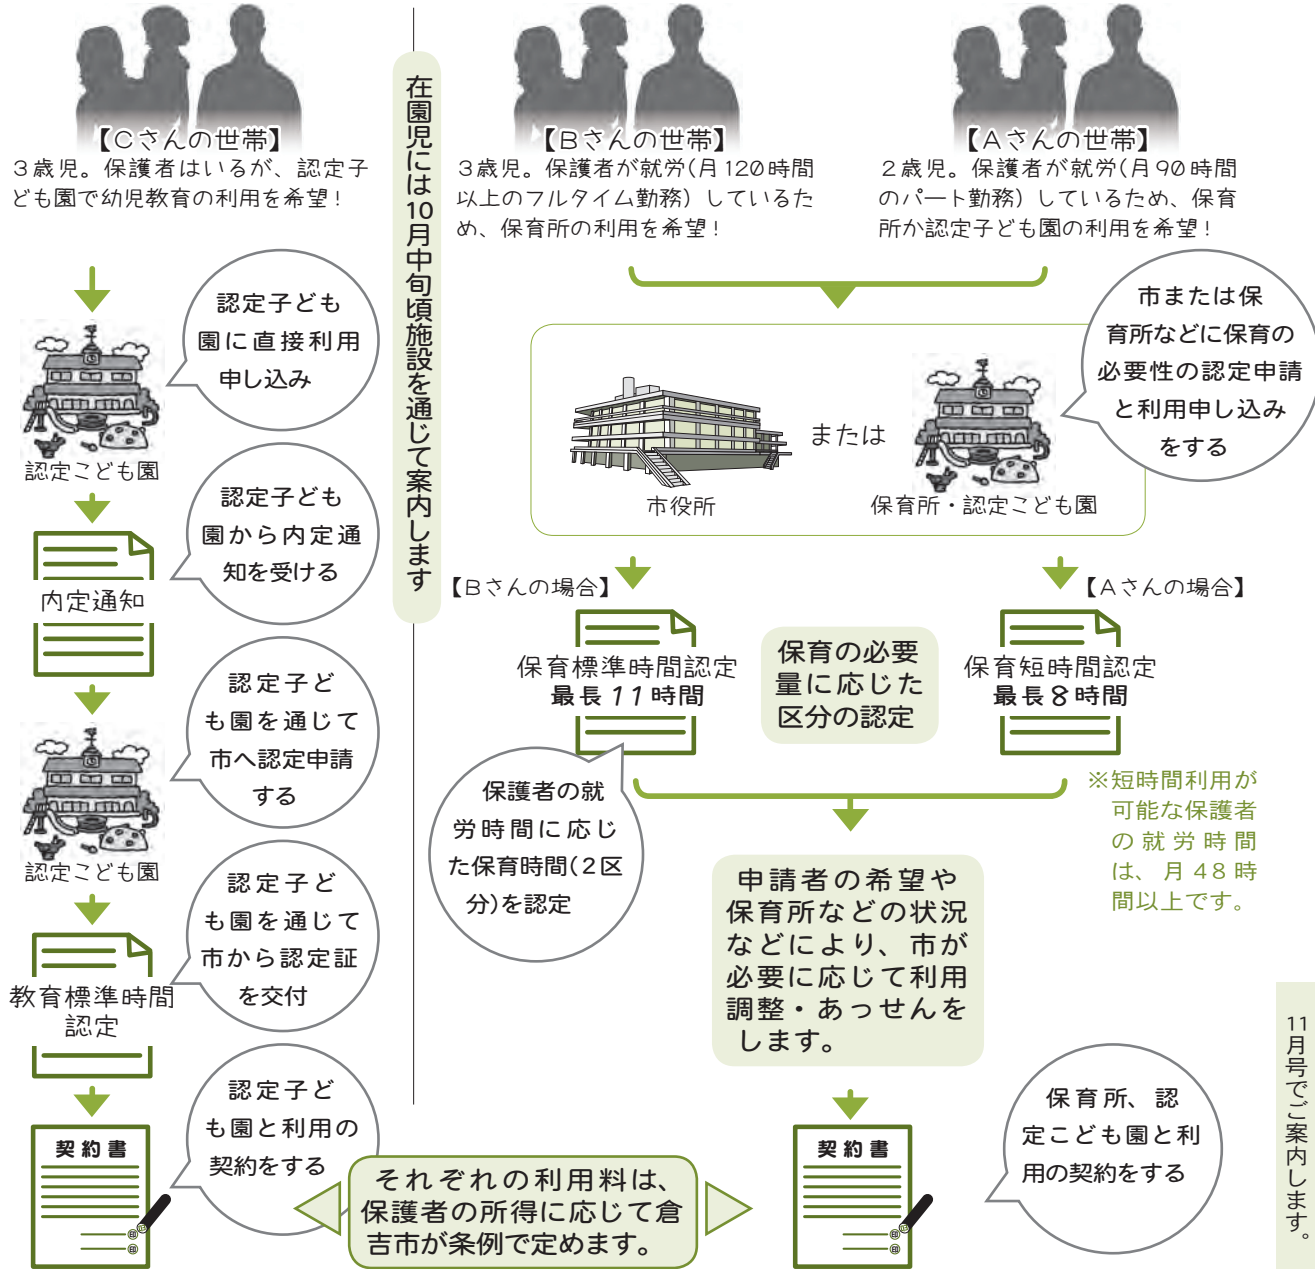 【Cさんの世帯】
3歳児。保護者はいるが、認定子
ども園で幼児教育の利用を希望！
認定子ども
園に直接利用
申し込み
認定こども園
認定子ども
園から内定通
知を受ける
内定通知
認定子ど
も園を通じて
市へ認定申請
する
認定こども園
認定子ど
も園を通じて
市から認定証
を交付
教育標準時間
認定
認定子ど
も園と利用の
契約をする
契約書
在園児には10月中旬頃施設を通じて案内します
【Bさんの世帯】
3歳児。保護者が就労(月120時間
以上のフルタイム勤務）しているた
め、保育所の利用を希望！
【Aさんの世帯】
2歳児。保護者が就労(月90時間
のパート勤務）しているため、保育
所か認定子ども園の利用を希望！
市または保
育所などに保育の
必要性の認定申請
と利用申し込み
をする
または
市役所
保育所・認定こども園
【Bさんの場合】
【Aさんの場合】
保育標準時間認定
最長11時間
保育の必要
量に応じた
区分の認定
保育短時間認定
最長8時間
保護者の就
労時間に応じ
た保育時間(2区
分)を認定
※短時間利用が
可能な保護者
の就労時間
は、月48時
間以上です。
申請者の希望や
保育所などの状況
などにより、市が
必要に応じて利用
調整・あっせんを
します。
契約書
保育所、認
定こども園と利
用の契約をする
それぞれの利用料は、
保護者の所得に応じて倉
吉市が条例で定めます。
11月号でご案内します。